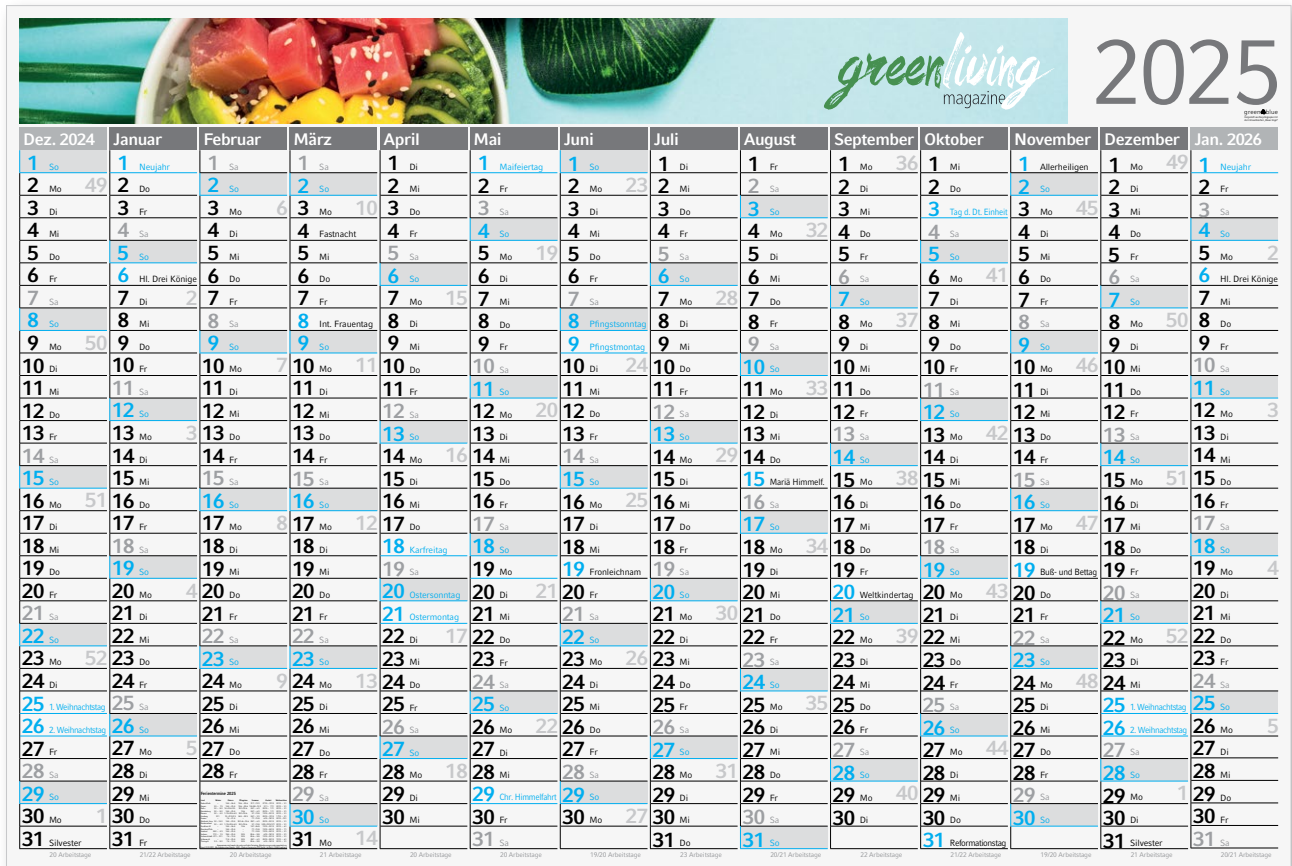 greenliving
magazine
2025
Dez. 2024 Januar Februar März April Mai Juni Juli August September Oktober November Dezember Jan. 2026
1 So 1 Neujahr 1 Sa 1 Sa 1 Di 1 Maifeiertag 1 So 1 Di 1 Fr 1 Mo 36 1 Mi 1 Allerheiligen 1 Mo 49 1 Neujahr
2 Mo 49 2 Do 2 So 2 So 2 Mi 2 Fr 2 Mo 23 2 Mi 2 Sa 2 Di 2 Do 2 So 2 Di 2 Fr
3 Di 3 Fr 3 Mo 6 3 Mo 10 3 Do 3 Sa 3 Di 3 Do 3 So 3 Mi 3 Tag d. Dt. Einheit 3 Mo 45 3 Mi 3 Sa
4 Mi 4 Sa 4 Di 4 Fastnacht 4 Fr 4 So 4 Mi 4 Fr 4 Mo 32 4 Do 4 Sa 4 Di 4 Do 4 So
5 Do 5 So 5 Mi 5 Mi 5 Sa 5 Mo 19 5 Do 5 Sa 5 Di 5 Fr 5 So 5 Mi 5 Fr 5 Mo 2
6 Fr 6 Hl. Drei Könige 6 Do 6 Do 6 So 6 Di 6 Fr 6 So 6 Mi 6 Sa 6 Mo 41 6 Do 6 Sa 6 Hl. Drei Könige
7 Sa 7 Di 2 7 Fr 7 Fr 7 Mo 15 7 Mi 7 Sa 7 Mo 28 7 Do 7 So 7 Di 7 Fr 7 So 7 Mi
8 So 8 Mi 8 Sa 8 Int. Frauentag 8 Di 8 Do 8 Pfingstsonntag 8 Di 8 Fr 8 Mo 37 8 Mi 8 Sa 8 Mo 50 8 Do
9 Mo 50 9 Do 9 So 9 So 9 Mi 9 Fr 9 Pfingstmontag 9 Mi 9 Sa 9 Di 9 Do 9 So 9 Di 9 Fr
10 Di 10 Fr 10 Mo 7 10 Mo 11 10 Do 10 Sa 10 Di 24 10 Do 10 So 10 Mi 10 Fr 10 Mo 46 10 Mi 10 Sa
11 Mi 11 Sa 11 Di 11 Di 11 Fr 11 So 11 Mi 11 Fr 11 Mo 33 11 Do 11 Sa 11 Di 11 Do 11 So
12 Do 12 So 12 Mi 12 Mi 12 Sa 12 Mo 20 12 Do 12 Sa 12 Di 12 Fr 12 So 12 Mi 12 Fr 12 Mo 3
13 Fr 13 Mo 3 13 Do 13 Do 13 So 13 Di 13 Fr 13 So 13 Mi 13 Sa 13 Mo 42 13 Do 13 Sa 13 Di
14 Sa 14 Di 14 Fr 14 Fr 14 Mo 16 14 Mi 14 Sa 14 Mo 29 14 Do 14 So 14 Di 14 Fr 14 So 14 Mi
15 So 15 Mi 15 Sa 15 Sa 15 Di 15 Do 15 So 15 Di 15 Mariä Himmelf. 15 Mo 38 15 Mi 15 Sa 15 Mo 51 15 Do
16 Mo 51 16 Do 16 So 16 So 16 Mi 16 Fr 16 Mo 25 16 Mi 16 Sa 16 Di 16 Do 16 So 16 Di 16 Fr
17 Di 17 Fr 17 Mo 8 17 Mo 12 17 Do 17 Sa 17 Di 17 Do 17 So 17 Mi 17 Fr 17 Mo 47 17 Mi 17 Sa
18 Mi 18 Sa 18 Di 18 Di 18 Karfreitag 18 So 18 Mi 18 Fr 18 Mo 34 18 Do 18 Sa 18 Di 18 Do 18 So
19 Do 19 So 19 Mi 19 Mi 19 Sa 19 Mo 19 Fronleichnam 19 Sa 19 Di 19 Fr 19 So 19 Buß- und Bettag 19 Fr 19 Mo 4
20 Fr 20 Mo 4 20 Do 20 Do 20 Ostersonntag 20 Di 21 20 Fr 20 So 20 Mi 20 Weltkindertag 20 Mo 43 20 Do 20 Sa 20 Di
21 Sa 21 Di 21 Fr 21 Fr 21 Ostermontag 21 Mi 21 Sa 21 Mo 30 21 Do 21 So 21 Di 21 Fr 21 So 21 Mi
22 So 22 Mi 22 Sa 22 Sa 22 Di 17 22 Do 22 So 22 Di 22 Fr 22 Mo 39 22 Mi 22 Sa 22 Mo 52 22 Do
23 Mo 52 23 Do 23 So 23 So 23 Mi 23 Fr 23 Mo 26 23 Mi 23 Sa 23 Di 23 Do 23 So 23 Di 23 Fr
24 Di 24 Fr 24 Mo 9 24 Mo 13 24 Do 24 Sa 24 Di 24 Do 24 So 24 Mi 24 Fr 24 Mo 48 24 Mi 24 Sa
25 1. Weihnachtstag 25 Sa 25 Di 25 Di 25 Fr 25 So 25 Mi 25 Fr 25 Mo 35 25 Do 25 Sa 25 Di 25 1. Weihnachtstag 25 So
26 2. Weihnachtstag 26 So 26 Mi 26 Mi 26 Sa 26 Mo 22 26 Do 26 Sa 26 Di 26 Fr 26 So 26 Mi 26 2. Weihnachtstag 26 Mo 5
27 Fr 27 Mo 5 27 Do 27 Do 27 So 27 Di 27 Fr 27 So 27 Mi 27 Sa 27 Mo 44 27 Do 27 Sa 27 Di
28 Sa 28 Di 28 Fr 28 Fr 28 Mo 18 28 Mi 28 Sa 28 Mo 31 28 Do 28 So 28 Di 28 Fr 28 So 28 Mi
29 So 29 Mi Ferientermine 2025 29 Sa 29 Di 29 Chr. Himmelfahrt 29 So 29 Di 29 Fr 29 Mo 40 29 Mi 29 Sa 29 Mo 1 29 Do
30 Mo 1 30 Do 30 So 30 Mi 30 Fr 30 Mo 27 30 Mi 30 Sa 30 Di 30 Do 30 So 30 Di 30 Fr
31 Silvester 31 Fr 31 Mo 14 31 Sa 31 Do 31 So 31 Reformationstag 31 Silvester 31 Sa
20 Arbeitstage 21/22 Arbeitstage 20 Arbeitstage 21 Arbeitstage 20 Arbeitstage 20 Arbeitstage 19/20 Arbeitstage 23 Arbeitstage 20/21 Arbeitstage 22 Arbeitstage 21/22 Arbeitstage 19/20 Arbeitstage 21 Arbeitstage 20/21 Arbeitstage